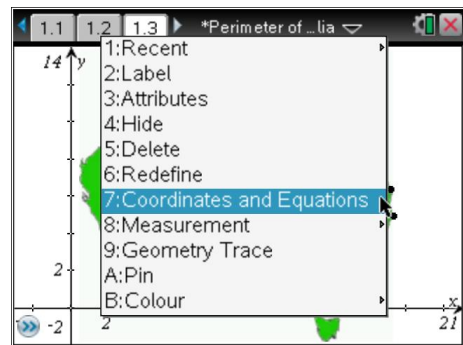 1.1 1.2 1.3 *Perimeter of ...lia
14 y
1:Recent
2:Label
3:Attributes
4:Hide
5:Delete
6:Redefine
7:Coordinates and Equations
8:Measurement
9:Geometry Trace
A:Pin
B:Colour
2
x
-2 2 21